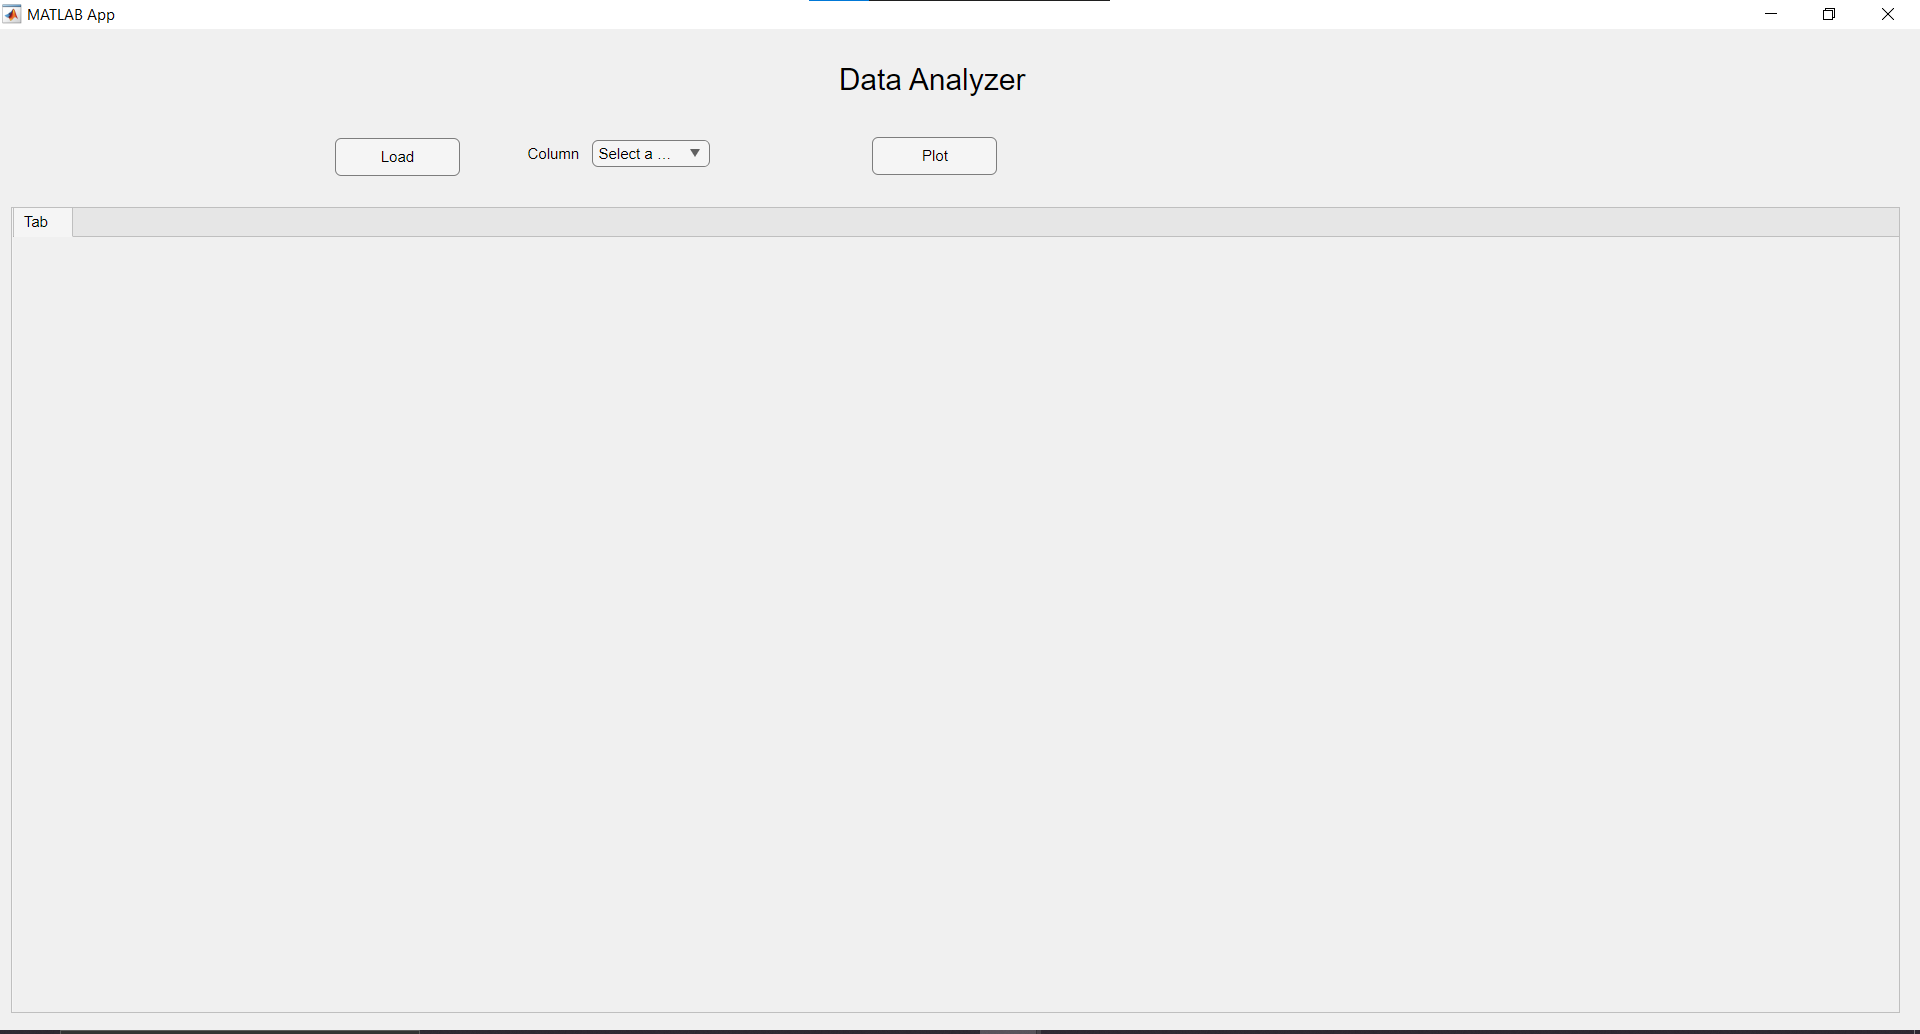 MATLAB App
Data Analyzer
Load
Column
Select a ...
Plot
Tab